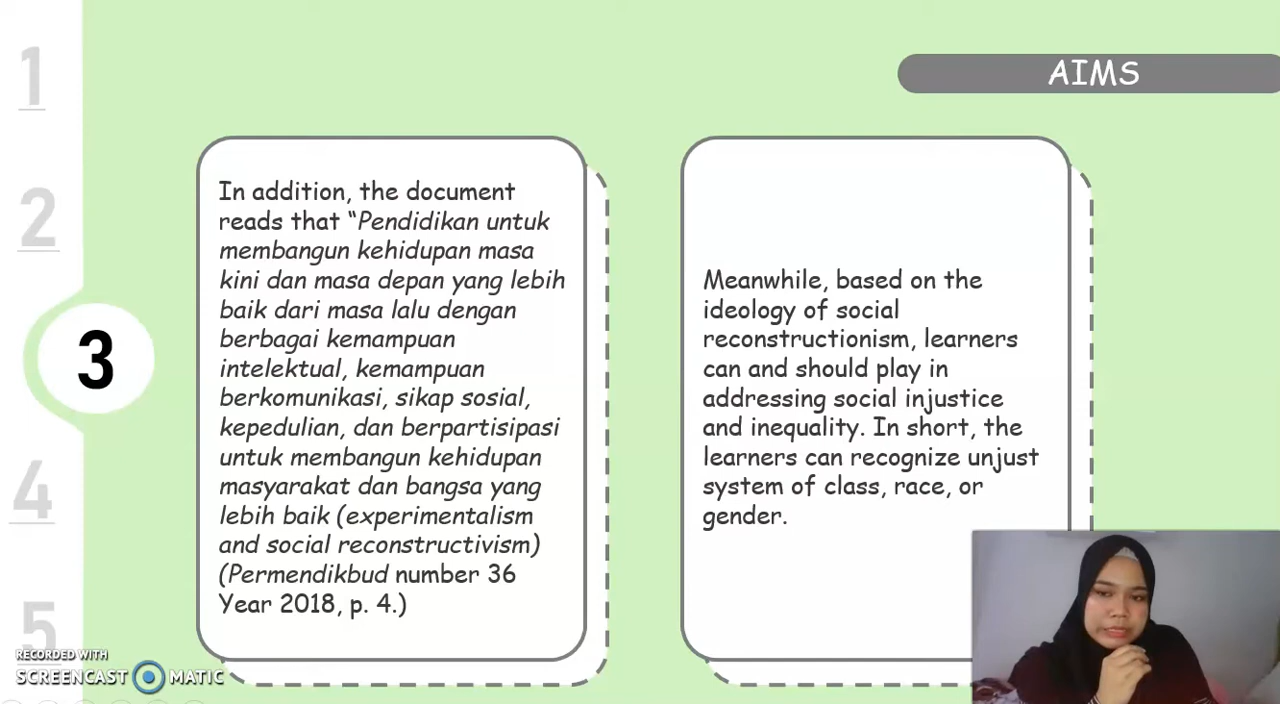 1
2
3
4
5
AIMS
In addition, the document
reads that “Pendidikan untuk
membangun kehidupan masa
kini dan masa depan yang lebih
baik dari masa lalu dengan
berbagai kemampuan
intelektual, kemampuan
berkomunikasi, sikap sosial,
kepedulian, dan berpartisipasi
untuk membangun kehidupan
masyarakat dan bangsa yang
lebih baik (experimentalism
and social reconstructivism)
(Permendikbud number 36
Year 2018, p. 4.)
Meanwhile, based on the
ideology of social
reconstructionism, learners
can and should play in
addressing social injustice
and inequality. In short, the
learners can recognize unjust
system of class, race, or
gender.
RECORDED WITH
SCREENCAST MATIC